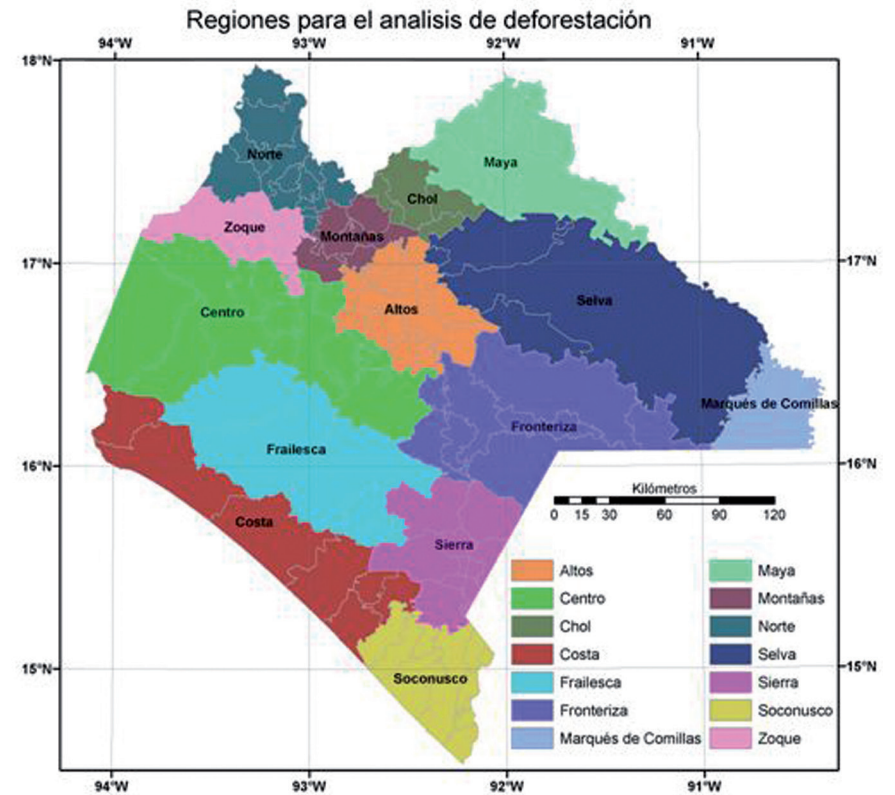 Regiones para el analisis de deforestación
94°W 93°W 92°W 91°W
18°N
Norte
Maya
Chol
Zoque
Montañas
17°N 17°N
Selva
Altos
Centro
Marqués de Comillas
Fronteriza
Frailesca
16°N 16°N
Kilómetros
0 15 30 60 90 120
Costa
Sierra
Altos Maya
Centro Montañas
Chol Norte
Costa Selva
15°N 15°N
Soconusco
Frailesca Sierra
Fronteriza Soconusco
Marqués de Comillas Zoque
94°W 93°W 92°W 91°W